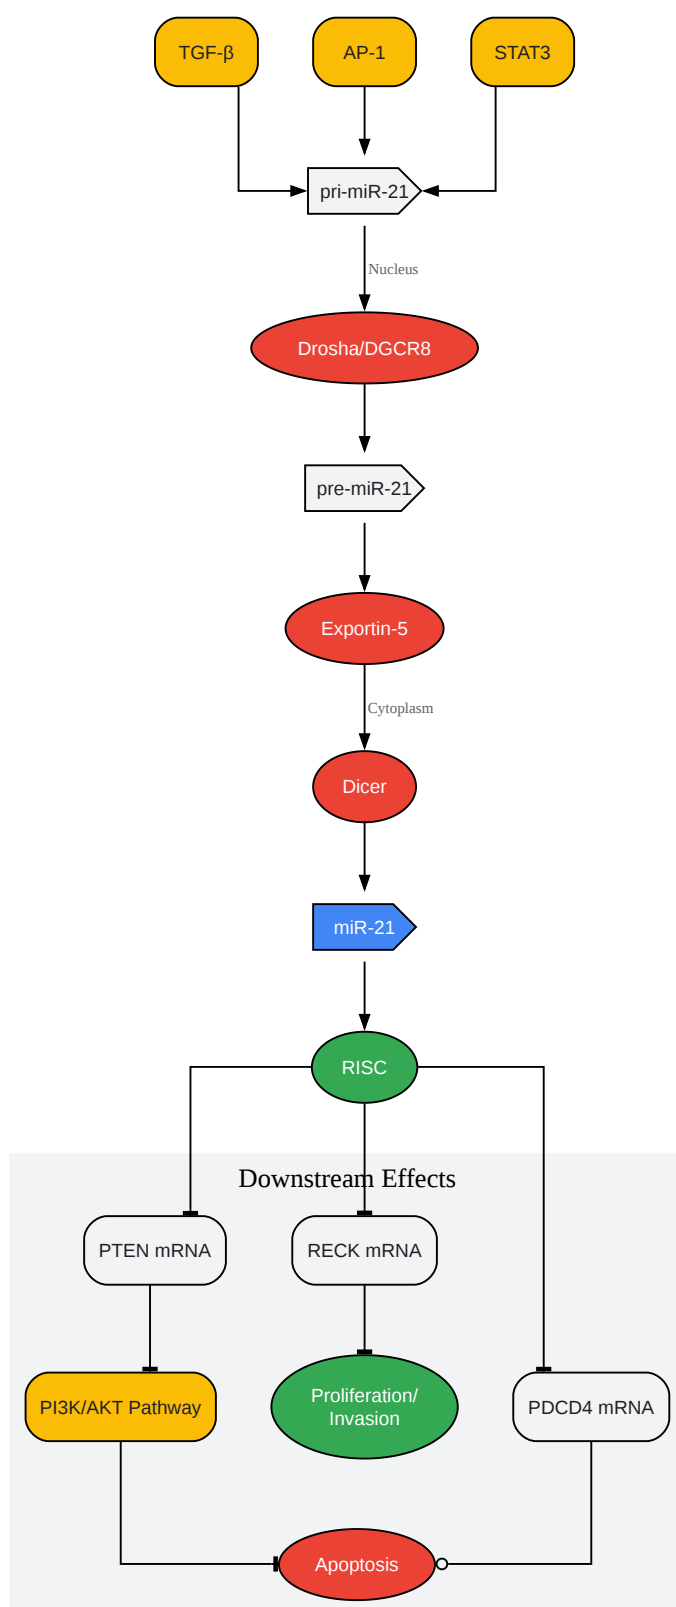 TGF-β
AP-1
STAT3
pri-miR-21
Nucleus
Drosha/DGCR8
pre-miR-21
Exportin-5
Cytoplasm
Dicer
miR-21
RISC
Downstream Effects
PTEN mRNA
RECK mRNA
PI3K/AKT Pathway
Proliferation/
Invasion
PDCD4 mRNA
Apoptosis